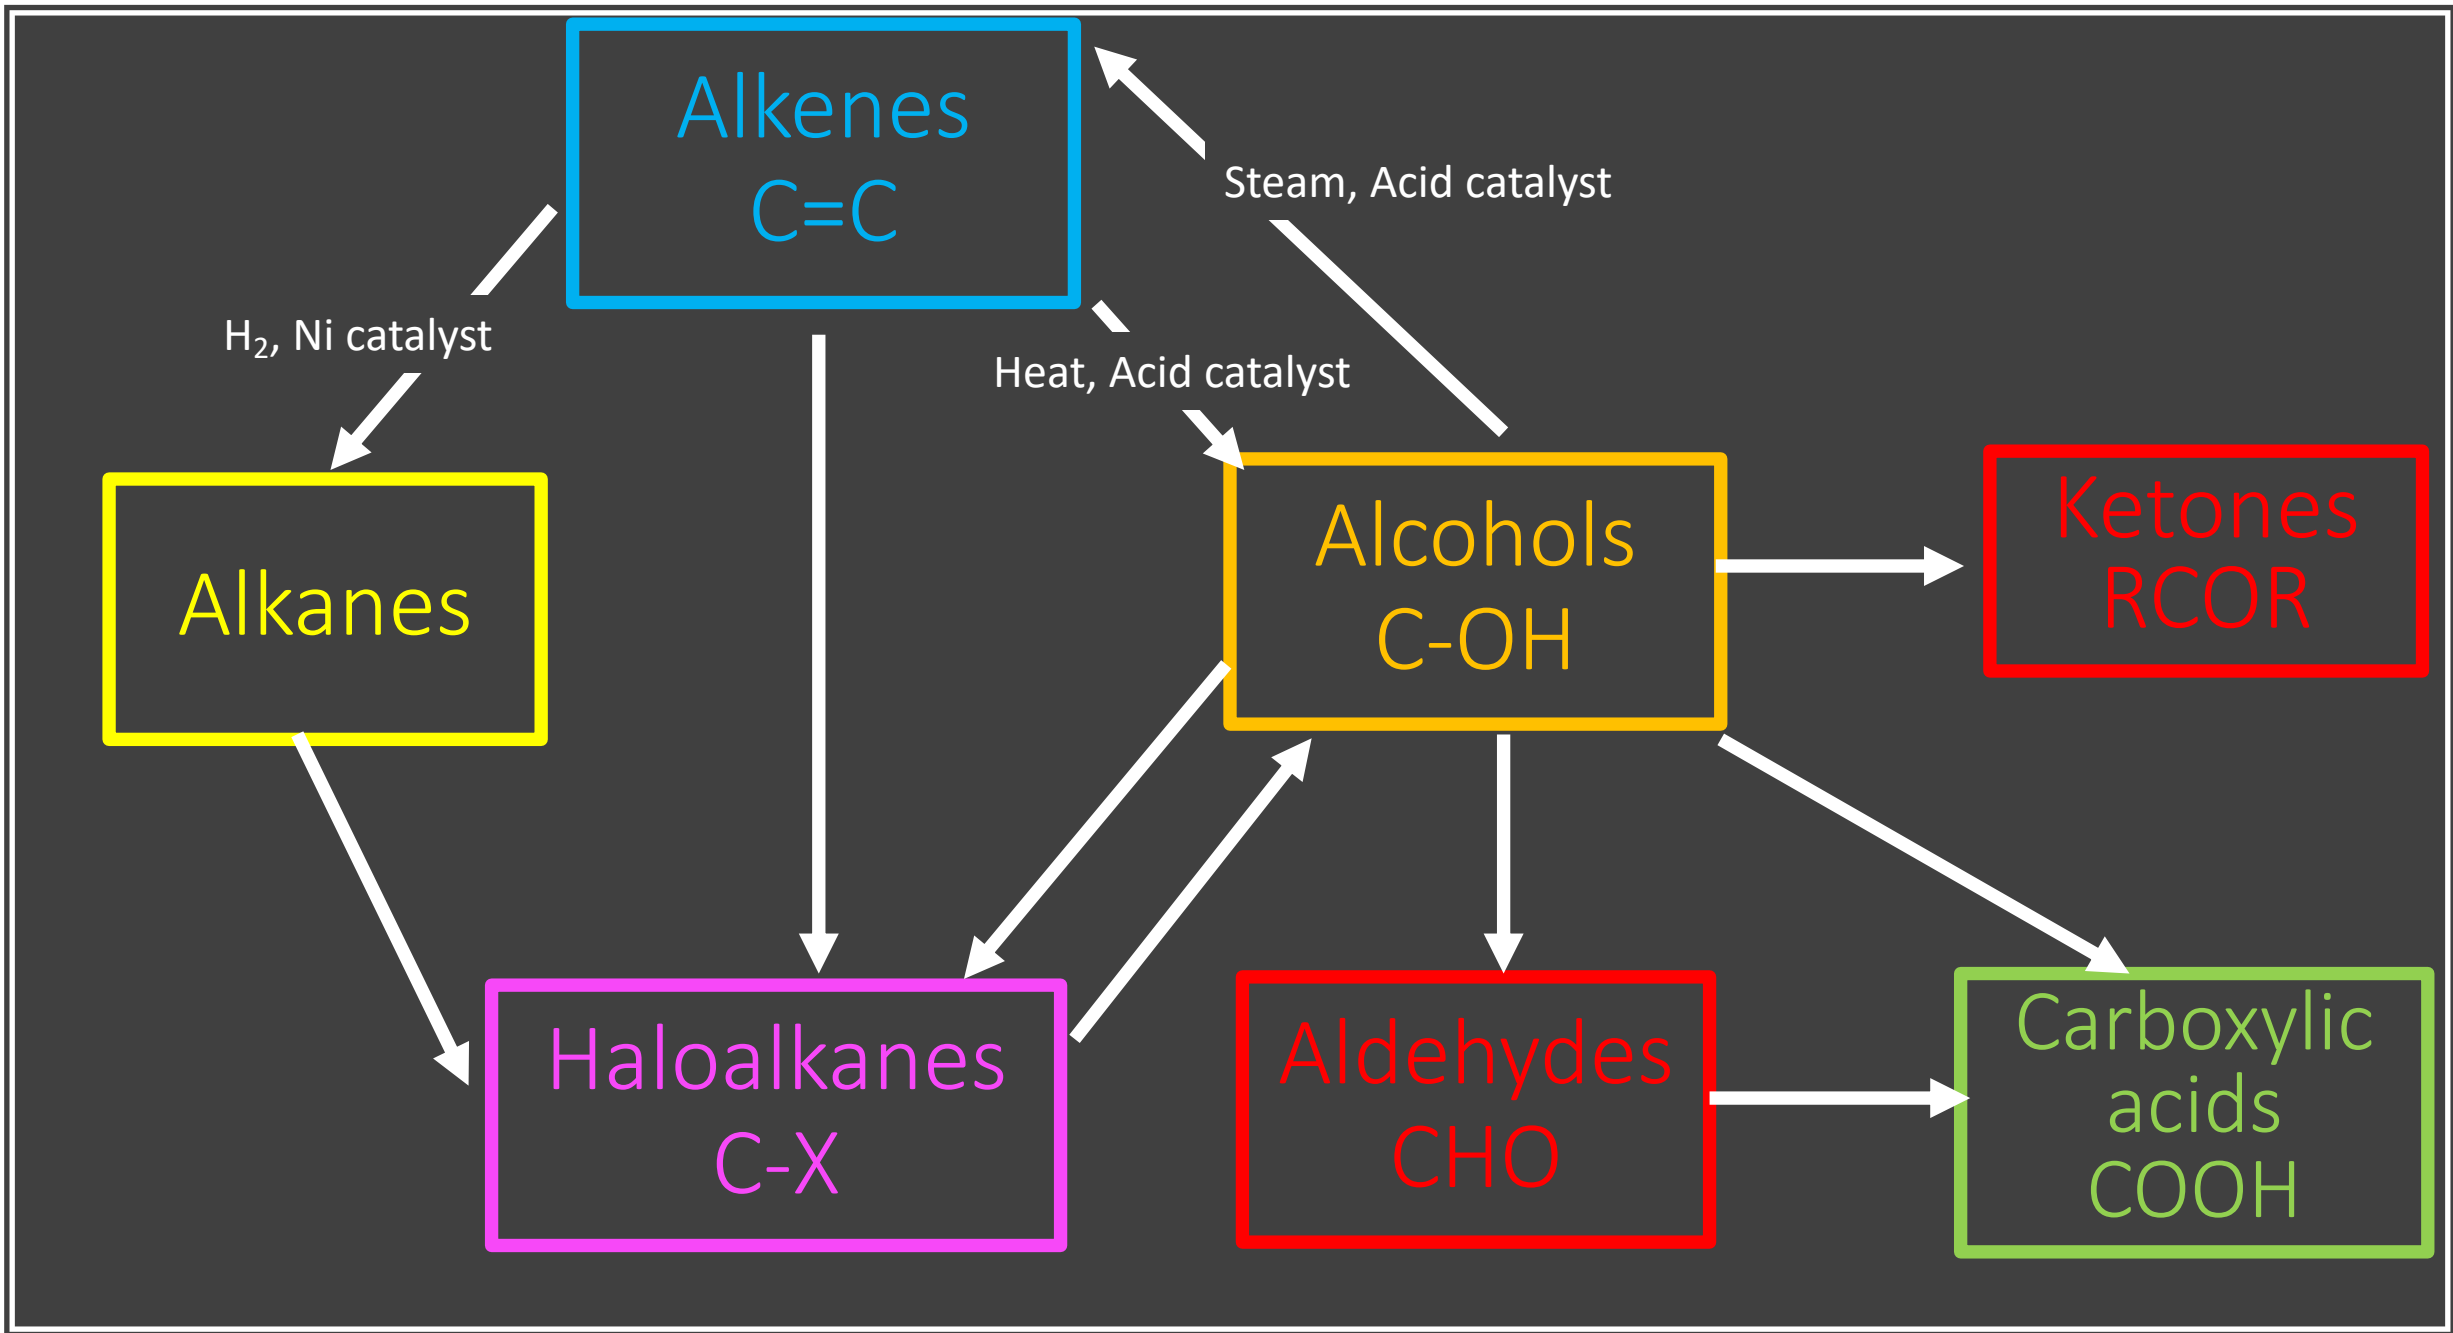 Alkenes
C=C
Steam, Acid catalyst
H₂, Ni catalyst
Heat, Acid catalyst
Alkanes
Alcohols
C-OH
Ketones
RCOR
Haloalkanes
C-X
Aldehydes
CHO
Carboxylic
acids
COOH